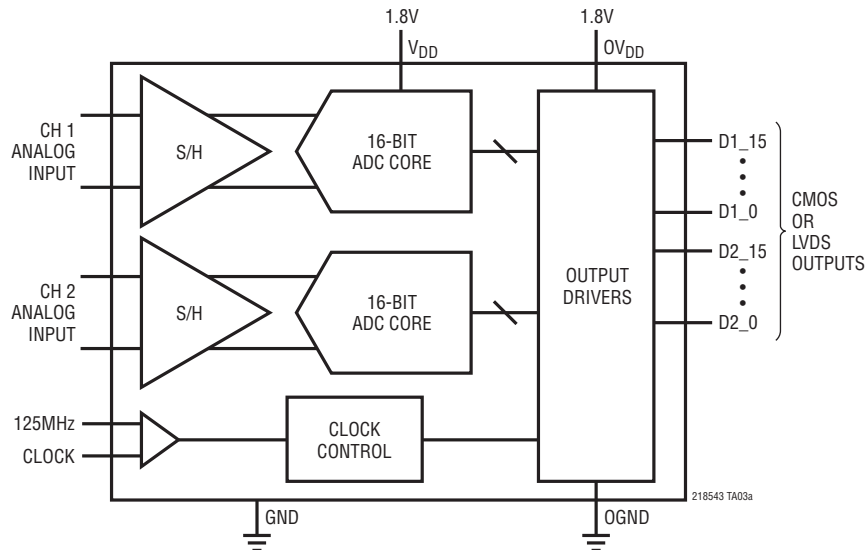 1.8V
1.8V
VDD
OVDD
CH 1
ANALOG
INPUT
S/H
16-BIT
ADC CORE
D1_15
D1_0
CH 2
ANALOG
INPUT
S/H
16-BIT
ADC CORE
OUTPUT
DRIVERS
D2_15
D2_0
CMOS
OR
LVDS
OUTPUTS
125MHz
CLOCK
CLOCK
CONTROL
218543 TA03a
GND
OGND